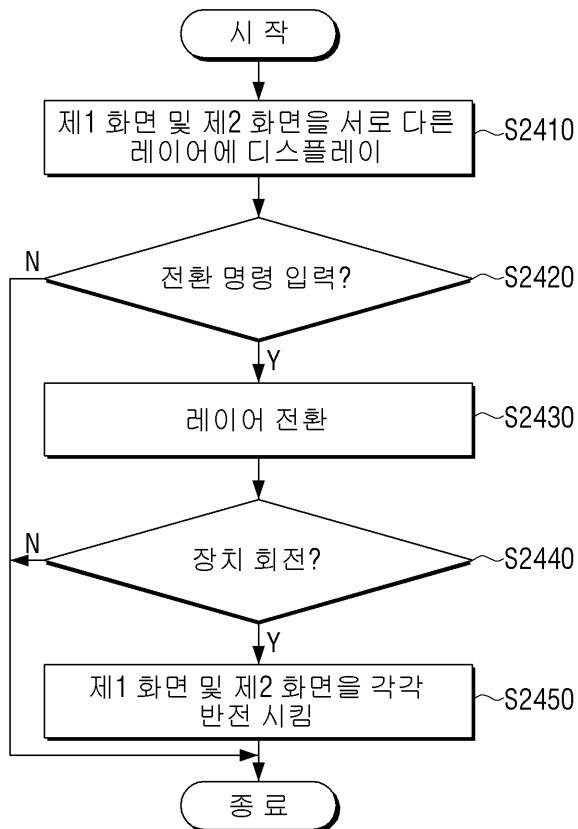 시 작
제1 화면 및 제2 화면을 서로 다른
레이어에 디스플레이
S2410
N
전환 명령 입력?
S2420
Y
레이어 전환
S2430
N
장치 회전?
S2440
Y
제1 화면 및 제2 화면을 각각
반전 시킴
S2450
종 료